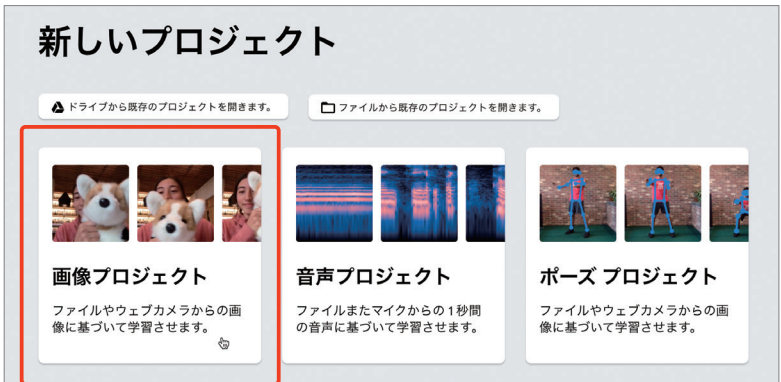 新しいプロジェクト
ドライブから既存のプロジェクトを開きます。
ファイルから既存のプロジェクトを開きます。
画像プロジェクト
ファイルやウェブカメラからの画
像に基づいて学習させます。
音声プロジェクト
ファイルまたマイクからの1秒間
の音声に基づいて学習させます。
ポーズ プロジェクト
ファイルやウェブカメラからの画
像に基づいて学習させます。